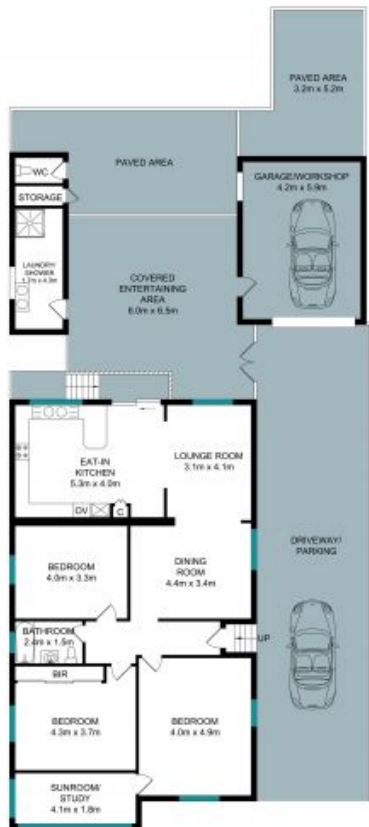 PAVED AREA
3.2m x 5.2m
PAVED AREA
WC
STORAGE
GARAGE/WORKSHOP
4.2m x 5.9m
LAUNDRY/
SHOWER
COVERED
ENTERTAINING
AREA
6.0m x 6.5m
EAT-IN
KITCHEN
5.3m x 4.0m
LOUNGE ROOM
3.1m x 4.1m
OV
C
BEDROOM
4.0m x 3.3m
DINING
ROOM
4.4m x 3.4m
DRIVEWAY/
PARKING
BATHROOM
2.4m x 1.5m
UP
BIR
BEDROOM
4.3m x 3.7m
BEDROOM
4.0m x 4.9m
SUNROOM/
STUDY
4.1m x 1.8m